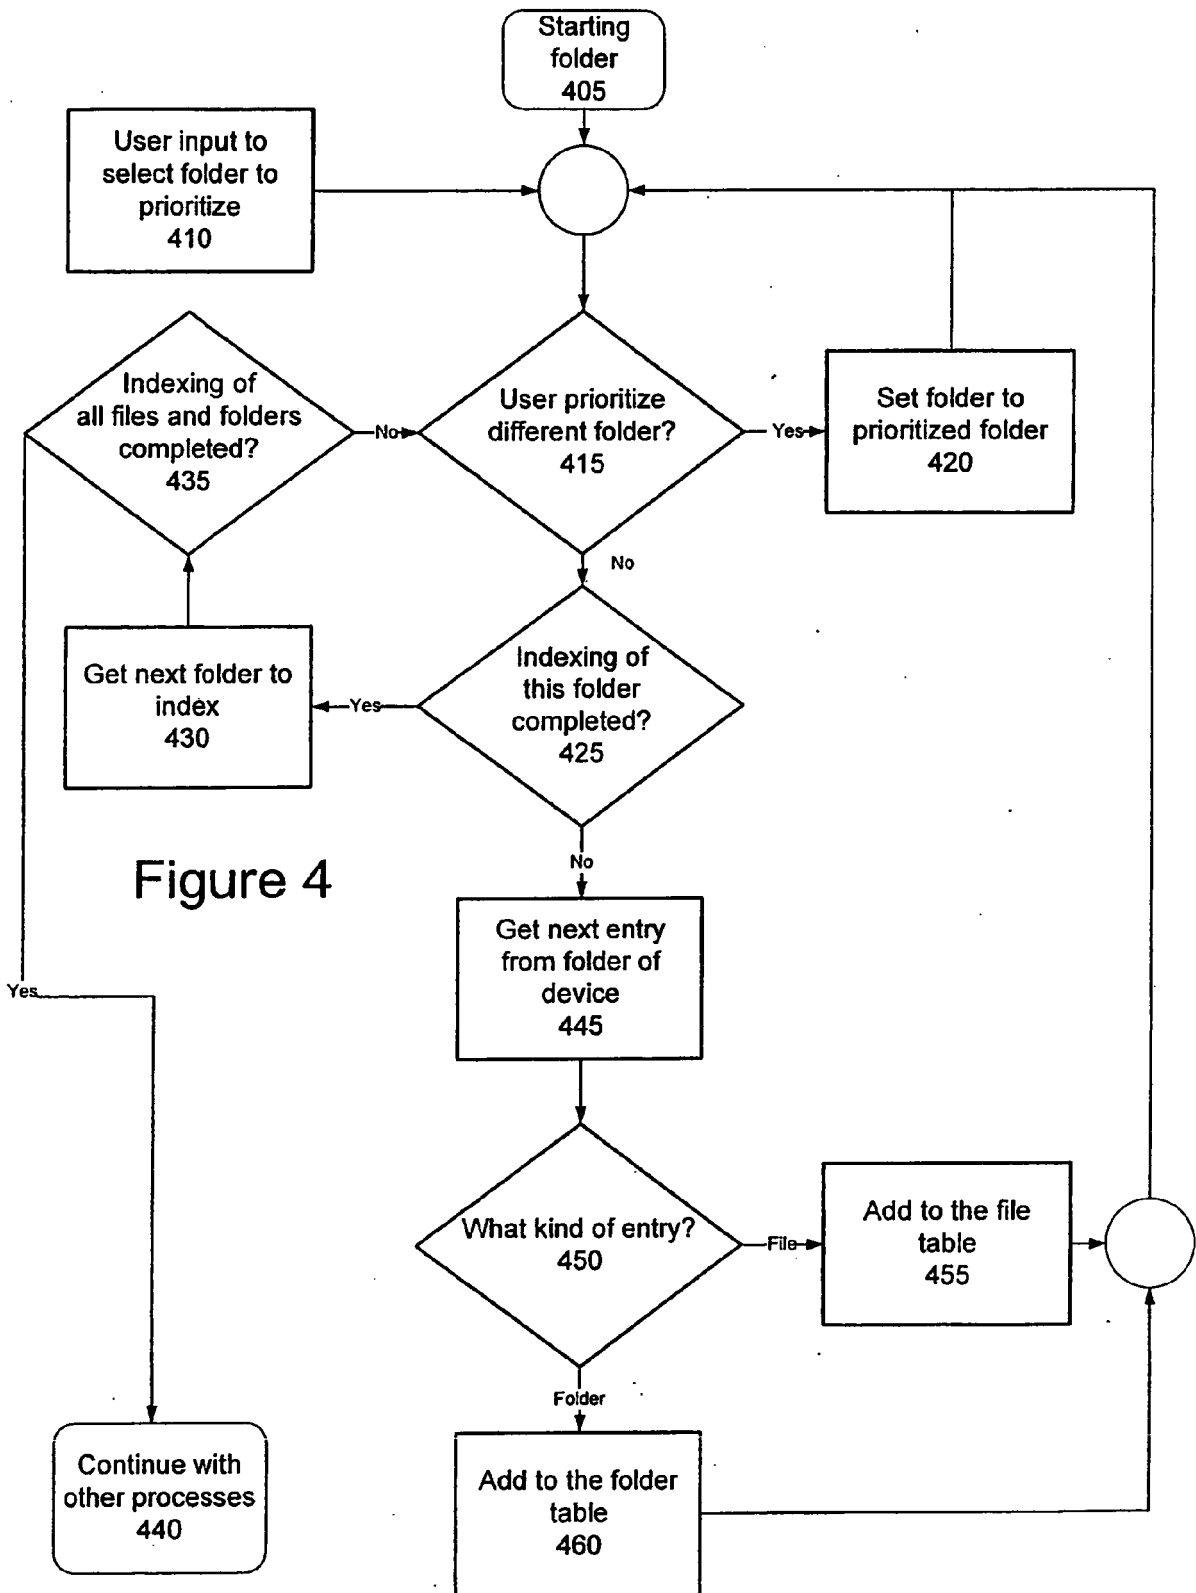 Starting
folder
405
User input to
select folder to
prioritize
410
Indexing of
all files and folders
completed?
435
No
User prioritize
different folder?
415
Yes
Set folder to
prioritized folder
420
No
Get next folder to
index
430
Yes
Indexing of
this folder
completed?
425
No
Figure 4
Get next entry
from folder of
device
445
Yes
What kind of entry?
450
File
Add to the file
table
455
Folder
Continue with
other processes
440
Add to the folder
table
460